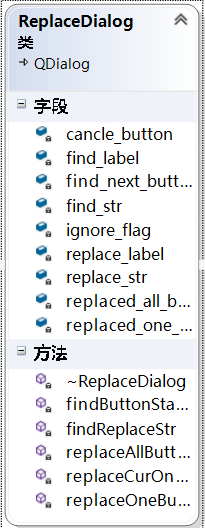 ReplaceDialog
类
QDialog
字段
cancle_button
find_label
find_next_butt...
find_str
ignore_flag
replace_label
replace_str
replaced_all_b...
replaced_one_...
方法
~ReplaceDialog
findButtonSta...
findReplaceStr
replaceAllButt...
replaceCurOn...
replaceOneBu...